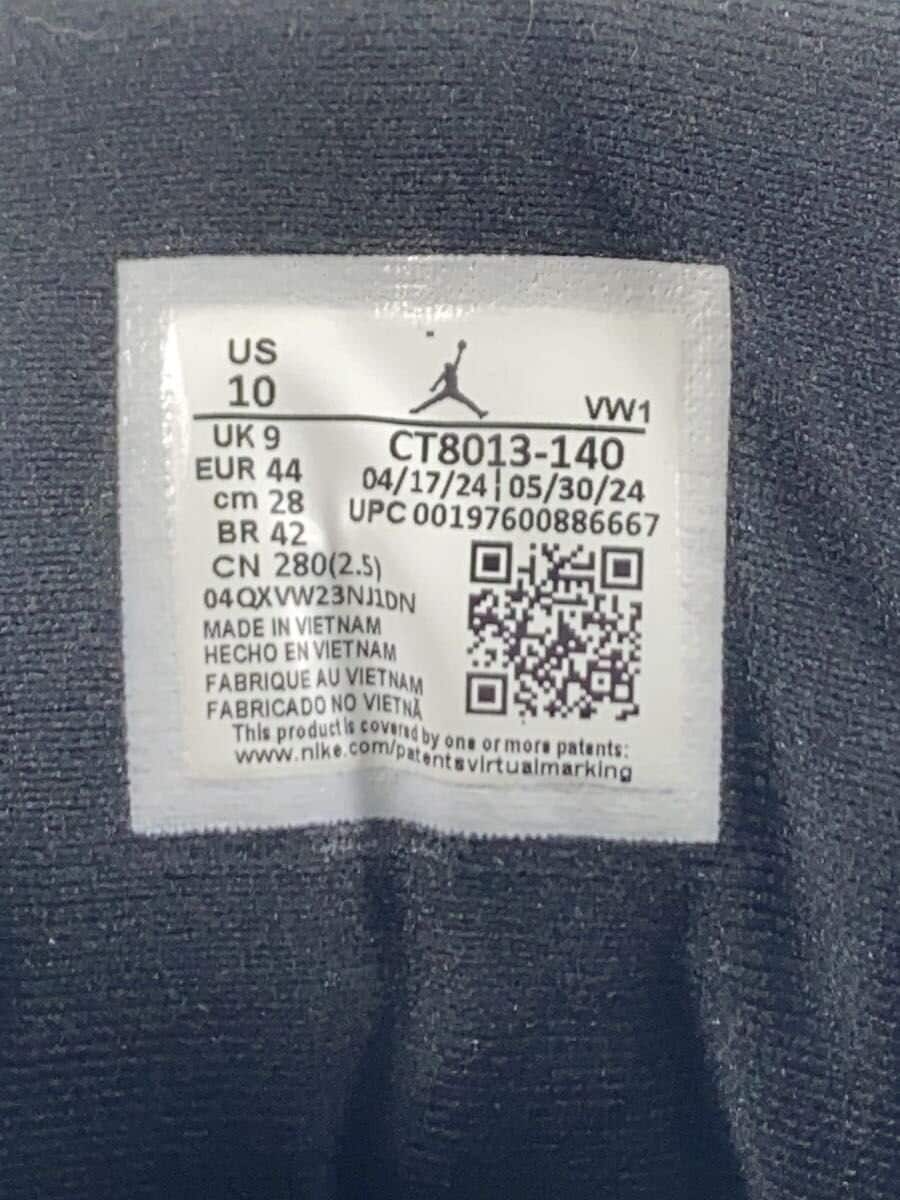 US
10
VW1
UK 9
CT8013-140
EUR 44
04/17/24 | 05/30/24
cm 28
UPC 00197600886667
BR 42
CN 280(2.5)
04QXVW23NJ1DN
MADE IN VIETNAM
HECHO EN VIETNAM
FABRIQUE AU VIETNAM
FABRICADO NO VIETNÃ
This product is covered by one or more patents:
www.nike.com/patentsvirtualmarking